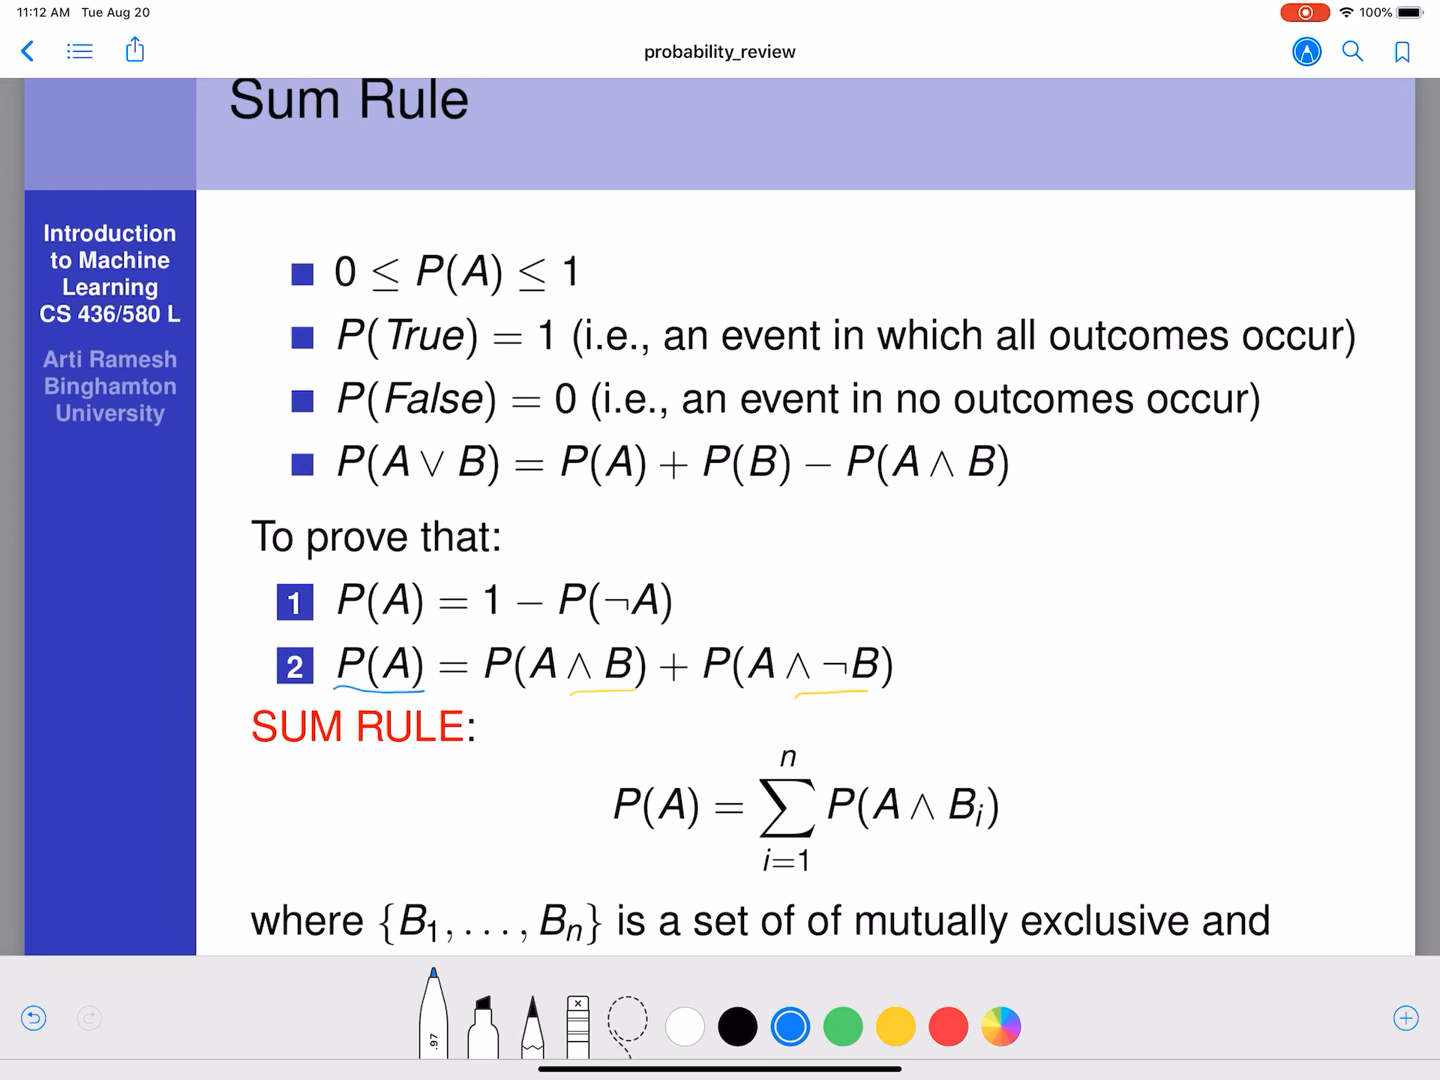 11:12 AM Tue Aug 20
100%
probability_review
Sum Rule
Introduction
to Machine
Learning
CS 436/580 L
Arti Ramesh
Binghamton
University
0 ≤ P(A) ≤ 1
P(True) = 1 (i.e., an event in which all outcomes occur)
P(False) = 0 (i.e., an event in no outcomes occur)
P(A ∨ B) = P(A) + P(B) − P(A ∧ B)
To prove that:
1 P(A) = 1 − P(¬A)
2 P(A) = P(A ∧ B) + P(A ∧ ¬B)
SUM RULE:
P(A) = ∑_{i=1}^{n} P(A ∧ B_i)
where {B_1, . . . , B_n} is a set of of mutually exclusive and
.97